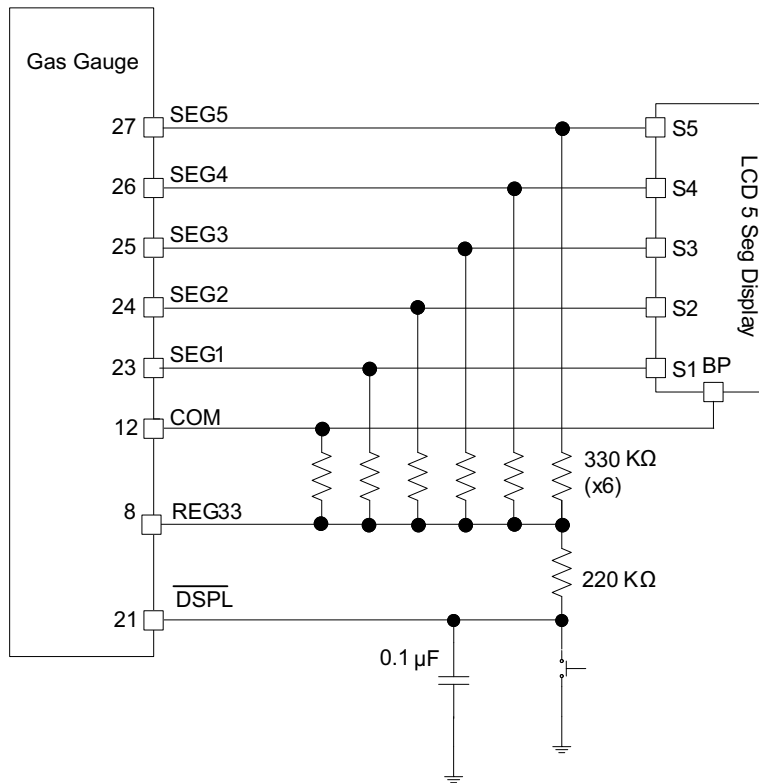 Gas Gauge
27 SEG5 S5
26 SEG4 S4
25 SEG3 S3
24 SEG2 S2
23 SEG1 S1 BP
LCD 5 Seg Display
12 COM
330 KΩ
(x6)
8 REG33
220 KΩ
21 DSPL
0.1 µF